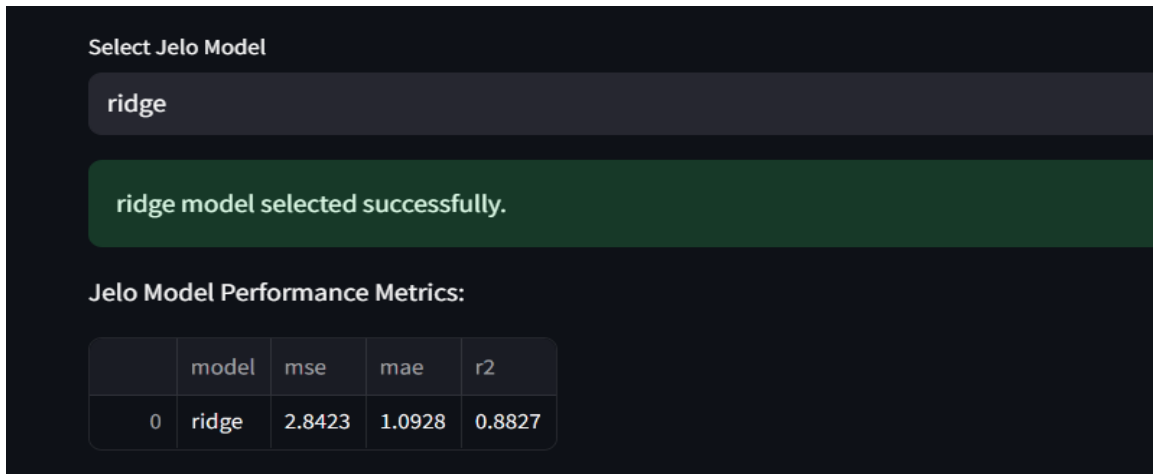 Select Jelo Model
ridge
ridge model selected successfully.
Jelo Model Performance Metrics:
model mse mae r2
0 ridge 2.8423 1.0928 0.8827